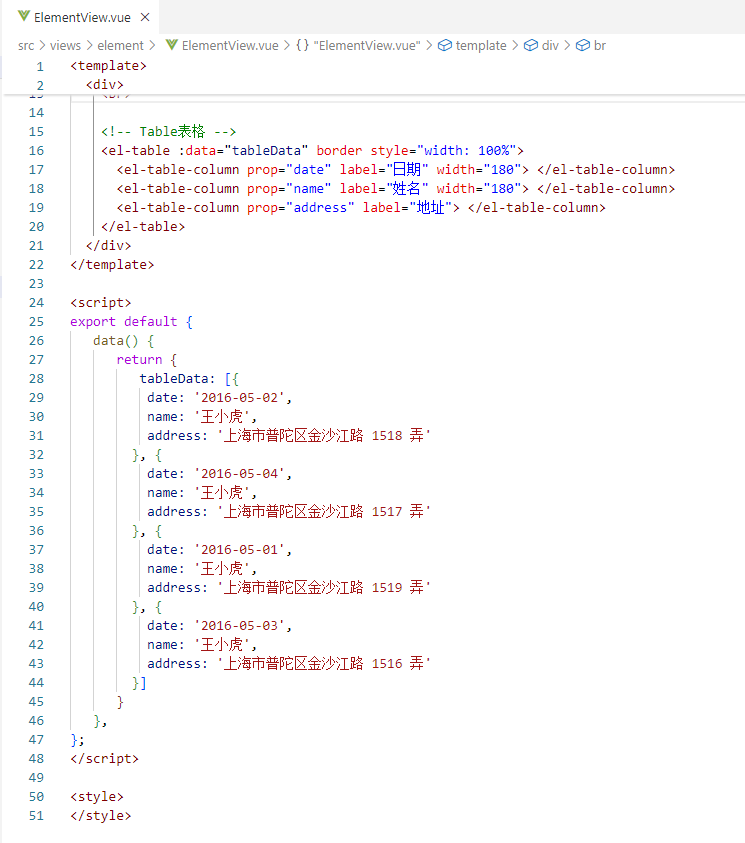 ElementView.vue ×
src > views > element > ElementView.vue > {} "ElementView.vue" > template > div > br
1 <template>
2 <div>
13 <br>
14
15 <!-- Table表格 -->
16 <el-table :data="tableData" border style="width: 100%">
17 <el-table-column prop="date" label="日期" width="180"> </el-table-column>
18 <el-table-column prop="name" label="姓名" width="180"> </el-table-column>
19 <el-table-column prop="address" label="地址"> </el-table-column>
20 </el-table>
21 </div>
22 </template>
23
24 <script>
25 export default {
26 data() {
27 return {
28 tableData: [{
29 date: '2016-05-02',
30 name: '王小虎',
31 address: '上海市普陀区金沙江路 1518 弄'
32 }, {
33 date: '2016-05-04',
34 name: '王小虎',
35 address: '上海市普陀区金沙江路 1517 弄'
36 }, {
37 date: '2016-05-01',
38 name: '王小虎',
39 address: '上海市普陀区金沙江路 1519 弄'
40 }, {
41 date: '2016-05-03',
42 name: '王小虎',
43 address: '上海市普陀区金沙江路 1516 弄'
44 }]
45 }
46 },
47 };
48 </script>
49
50 <style>
51 </style>